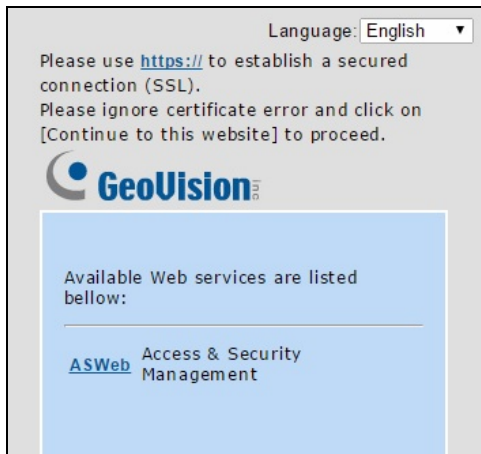 Language: English
Please use https:// to establish a secured
connection (SSL).
Please ignore certificate error and click on
[Continue to this website] to proceed.
GeoVision inc
Available Web services are listed
bellow:
ASWeb Access & Security
Management